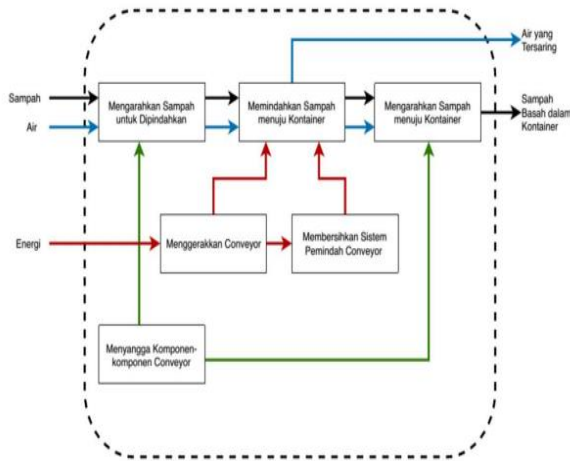 Air yang
Tersaring
Sampah
Air
Mengarahkan Sampah
untuk Dipindahkan
Memindahkan Sampah
menuju Kontainer
Mengarahkan Sampah
menuju Kontainer
Sampah
Basah dalam
Kontainer
Energi
Menggerakkan Conveyor
Membersihkan Sistem
Pemindah Conveyor
Menyangga Komponen-
komponen Conveyor